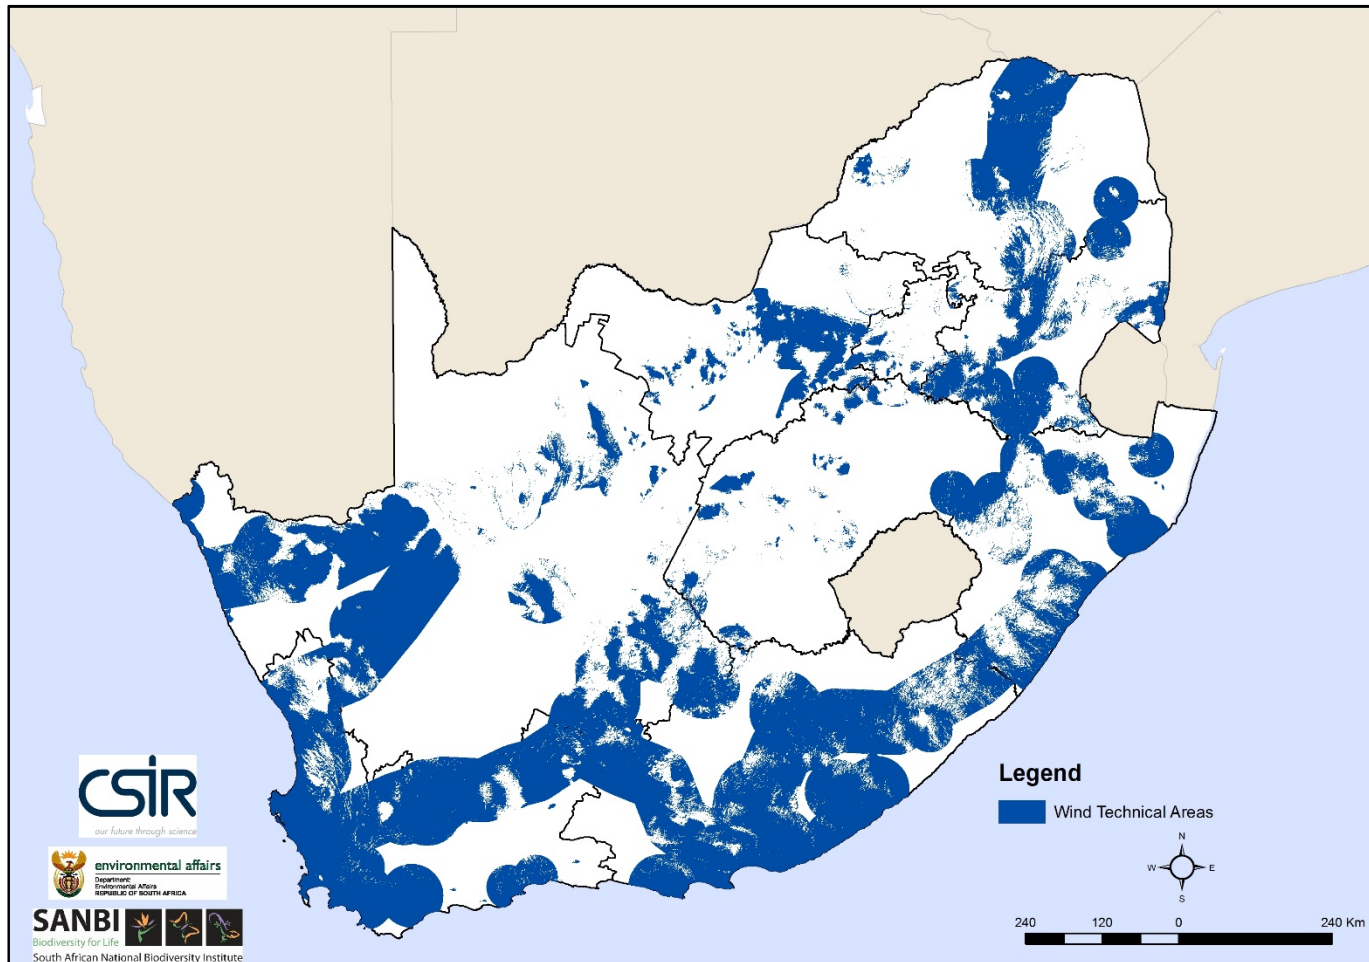 Legend
Wind Technical Areas
N
W
E
S
240
120
0
240 Km
CSIR
our future through science
environmental affairs
Department:
Environmental Affairs
REPUBLIC OF SOUTH AFRICA
SANBI
Biodiversity for Life
South African National Biodiversity Institute